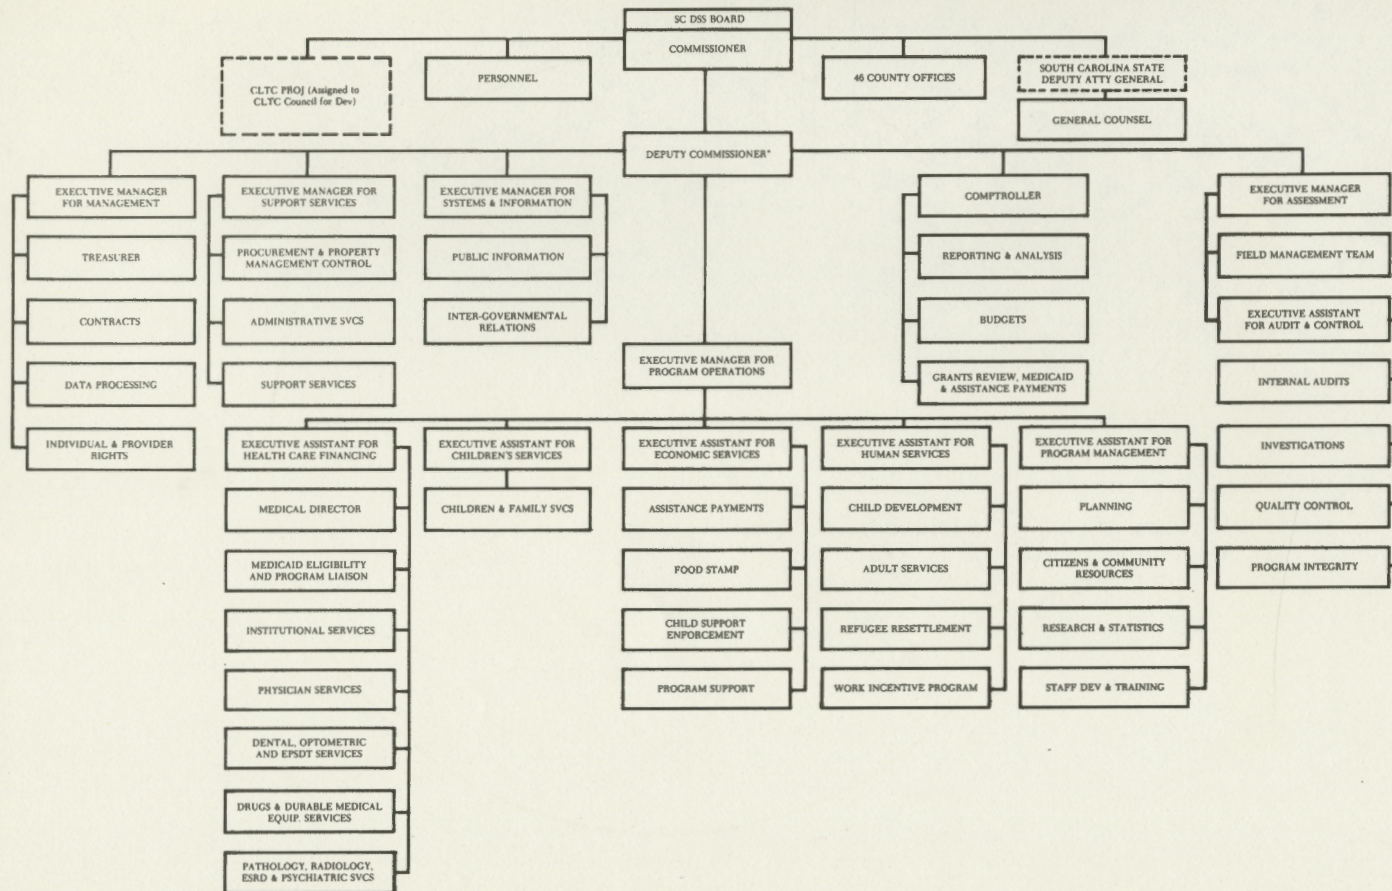 SC DSS BOARD
COMMISSIONER
CLTC PROJ (Assigned to
CLTC Council for Dev)
PERSONNEL
46 COUNTY OFFICES
SOUTH CAROLINA STATE
DEPUTY ATTY GENERAL
GENERAL COUNSEL
DEPUTY COMMISSIONER*
EXECUTIVE MANAGER
FOR MANAGEMENT
TREASURER
CONTRACTS
DATA PROCESSING
INDIVIDUAL & PROVIDER
RIGHTS
EXECUTIVE MANAGER FOR
SUPPORT SERVICES
PROCUREMENT & PROPERTY
MANAGEMENT CONTROL
ADMINISTRATIVE SVCS
SUPPORT SERVICES
EXECUTIVE MANAGER FOR
SYSTEMS & INFORMATION
PUBLIC INFORMATION
INTER-GOVERNMENTAL
RELATIONS
COMPTROLLER
REPORTING & ANALYSIS
BUDGETS
GRANTS REVIEW, MEDICAID
& ASSISTANCE PAYMENTS
EXECUTIVE MANAGER
FOR ASSESSMENT
FIELD MANAGEMENT TEAM
EXECUTIVE ASSISTANT
FOR AUDIT & CONTROL
INTERNAL AUDITS
INVESTIGATIONS
QUALITY CONTROL
PROGRAM INTEGRITY
EXECUTIVE MANAGER FOR
PROGRAM OPERATIONS
EXECUTIVE ASSISTANT FOR
HEALTH CARE FINANCING
MEDICAL DIRECTOR
MEDICAID ELIGIBILITY
AND PROGRAM LIAISON
INSTITUTIONAL SERVICES
PHYSICIAN SERVICES
DENTAL, OPTOMETRIC
AND EPSDT SERVICES
DRUGS & DURABLE MEDICAL
EQUIP. SERVICES
PATHOLOGY, RADIOLOGY,
ESRD & PSYCHIATRIC SVCS
EXECUTIVE ASSISTANT FOR
CHILDREN'S SERVICES
CHILDREN & FAMILY SVCS
EXECUTIVE ASSISTANT FOR
ECONOMIC SERVICES
ASSISTANCE PAYMENTS
FOOD STAMP
CHILD SUPPORT
ENFORCEMENT
PROGRAM SUPPORT
EXECUTIVE ASSISTANT FOR
HUMAN SERVICES
CHILD DEVELOPMENT
ADULT SERVICES
REFUGEE RESETTLEMENT
WORK INCENTIVE PROGRAM
EXECUTIVE ASSISTANT FOR
PROGRAM MANAGEMENT
PLANNING
CITIZENS & COMMUNITY
RESOURCES
RESEARCH & STATISTICS
STAFF DEV & TRAINING